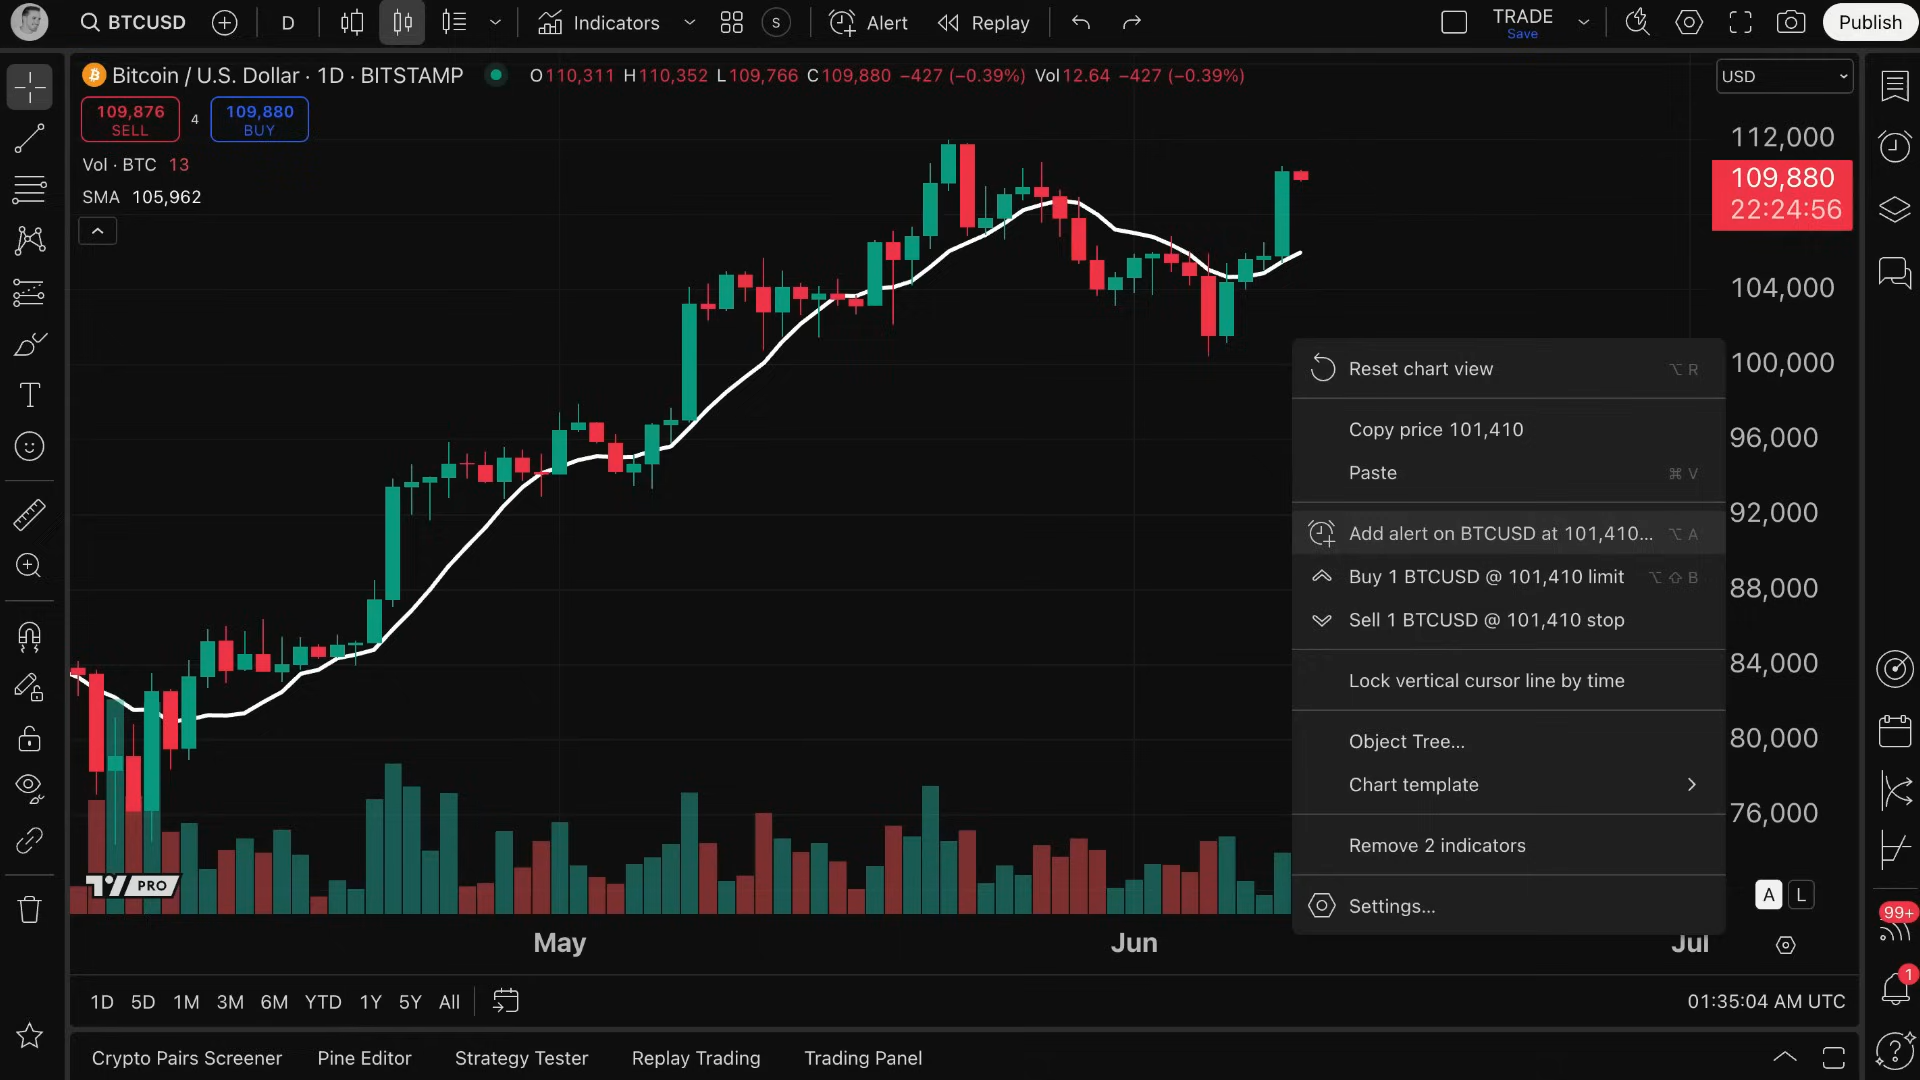 BTCUSD
D
Indicators
S
Alert
Replay
TRADE
Save
Publish
Bitcoin / U.S. Dollar · 1D · BITSTAMP
O110,311 H110,352 L109,766 C109,880 −427 (−0.39%) Vol12.64 −427 (−0.39%)
USD
109,876
SELL
4
109,880
BUY
Vol · BTC 13
SMA 105,962
112,000
109,880
22:24:56
104,000
100,000
96,000
92,000
88,000
84,000
80,000
76,000
Reset chart view ⌥ R
Copy price 101,410
Paste ⌘ V
Add alert on BTCUSD at 101,410... ⌥ A
Buy 1 BTCUSD @ 101,410 limit ⌥ ⇧ B
Sell 1 BTCUSD @ 101,410 stop
Lock vertical cursor line by time
Object Tree...
Chart template
Remove 2 indicators
Settings...
PRO
A L
99+
1
May Jun Jul
1D 5D 1M 3M 6M YTD 1Y 5Y All
01:35:04 AM UTC
Crypto Pairs Screener Pine Editor Strategy Tester Replay Trading Trading Panel